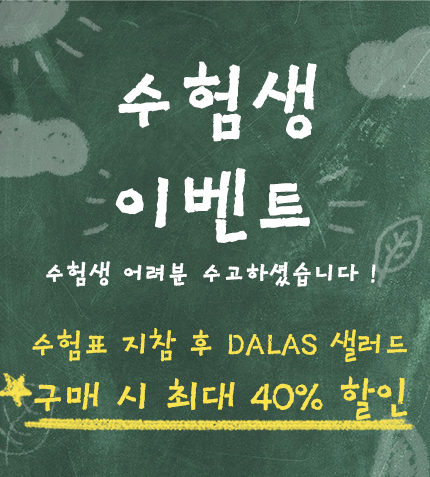 수험생
이벤트
수험생 여러분 수고하셨습니다 !
수험표 지참 후 DALAS 샐러드
구매 시 최대 40% 할인